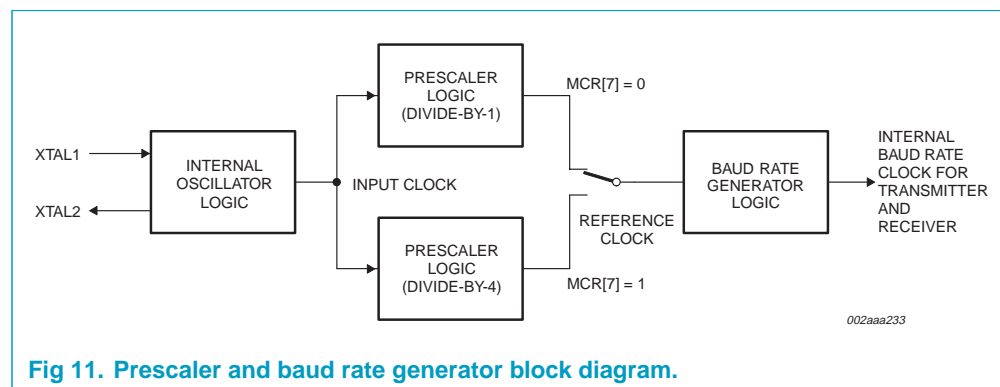 PRESCALER
LOGIC
(DIVIDE-BY-1)
MCR[7] = 0
XTAL1
XTAL2
INTERNAL
OSCILLATOR
LOGIC
INPUT CLOCK
BAUD RATE
GENERATOR
LOGIC
INTERNAL
BAUD RATE
CLOCK FOR
TRANSMITTER
AND
RECEIVER
REFERENCE
CLOCK
PRESCALER
LOGIC
(DIVIDE-BY-4)
MCR[7] = 1
002aaa233
Fig 11. Prescaler and baud rate generator block diagram.